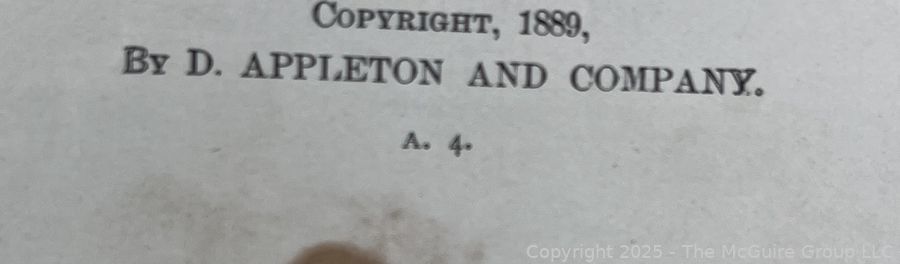 Copyright, 1889,
By D. APPLETON AND COMPANY.
A. 4.
Copyright 2025 - The McGuire Group LLC